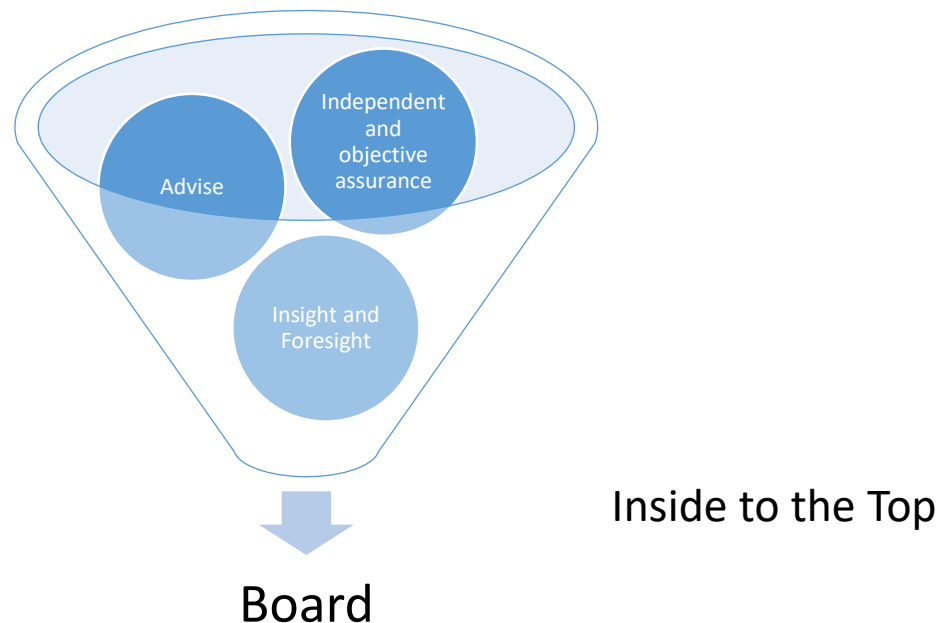 Independent
and
objective
assurance
Advise
Insight and
Foresight
Inside to the Top
Board